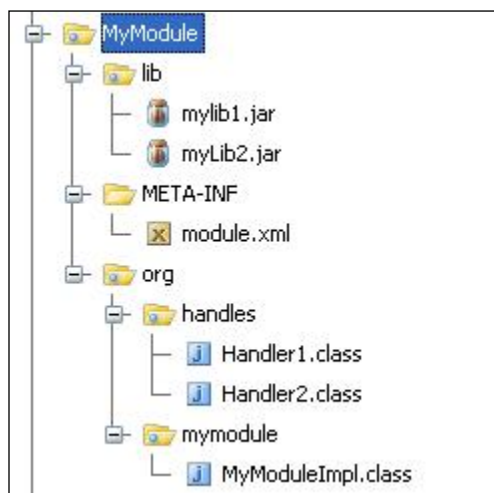 MyModule
lib
mylib1.jar
myLib2.jar
META-INF
module.xml
org
handles
Handler1.class
Handler2.class
mymodule
MyModuleImpl.class